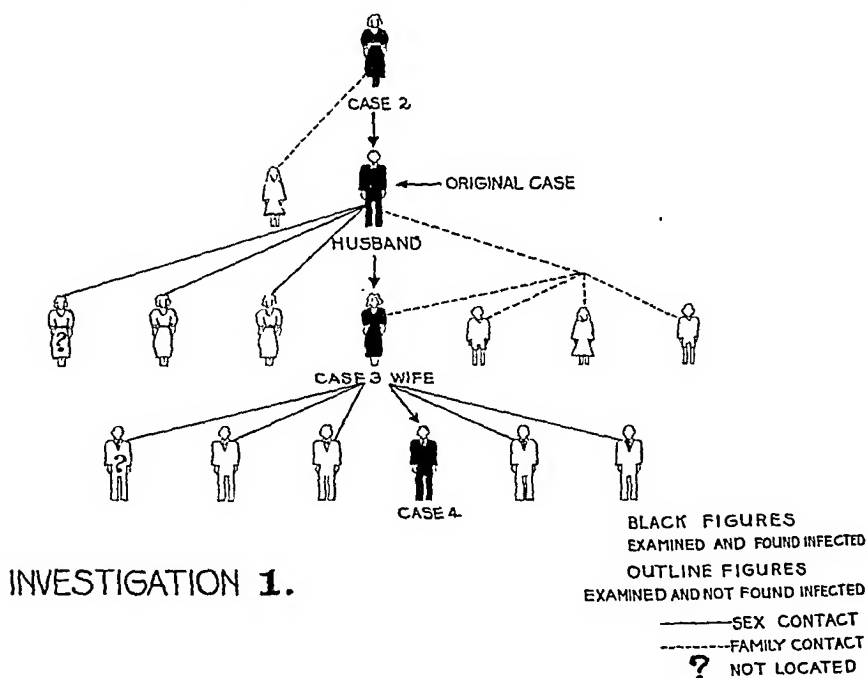 CASE 2
ORIGINAL CASE
HUSBAND
?
CASE 3 WIFE
?
CASE 4
INVESTIGATION 1.
BLACK FIGURES
EXAMINED AND FOUND INFECTED
OUTLINE FIGURES
EXAMINED AND NOT FOUND INFECTED
SEX CONTACT
FAMILY CONTACT
? NOT LOCATED